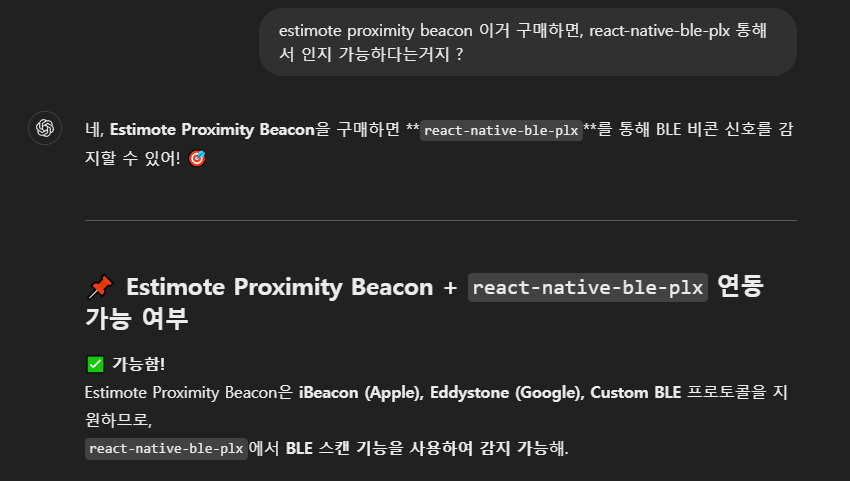 estimote proximity beacon 이거 구매하면, react-native-ble-plx 통해
서 인지 가능하다는거지 ?
네, Estimote Proximity Beacon을 구매하면 **react-native-ble-plx**를 통해 BLE 비콘 신호를 감
지할 수 있어! 🎯
📌 Estimote Proximity Beacon + react-native-ble-plx 연동
가능 여부
✅ 가능함!
Estimote Proximity Beacon은 iBeacon (Apple), Eddystone (Google), Custom BLE 프로토콜을 지
원하므로,
react-native-ble-plx에서 BLE 스캔 기능을 사용하여 감지 가능해.